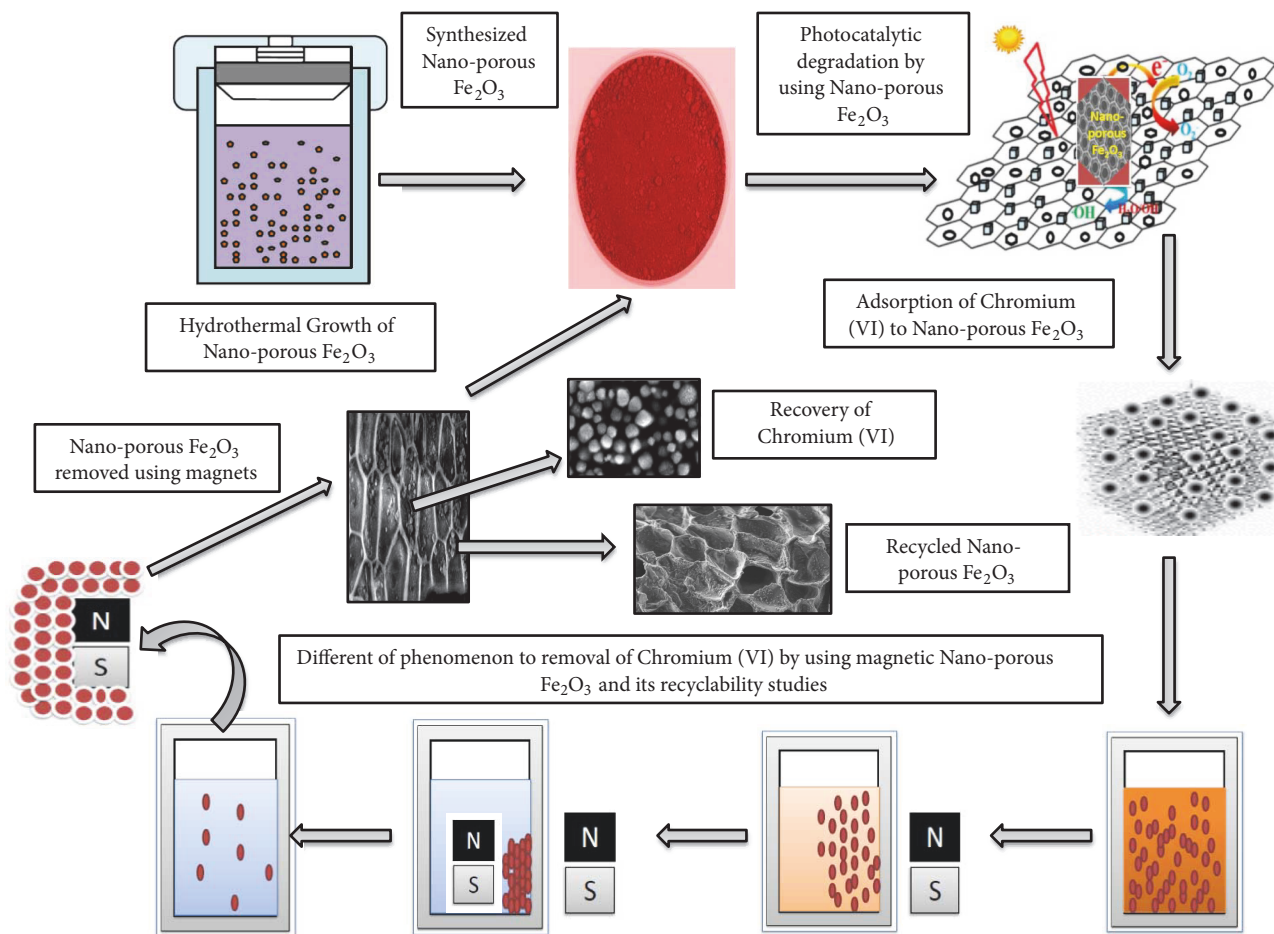 Synthesized
Nano-porous
Fe₂O₃
Photocatalytic
degradation by
using Nano-porous
Fe₂O₃
e⁻
O₂
O₂
Nano-
porous
Fe₂O₃
·OH
Hydrothermal Growth of
Nano-porous Fe₂O₃
Adsorption of Chromium
(VI) to Nano-porous Fe₂O₃
Nano-porous Fe₂O₃
removed using magnets
Recovery of
Chromium (VI)
Recycled Nano-
porous Fe₂O₃
N
S
Different of phenomenon to removal of Chromium (VI) by using magnetic Nano-porous
Fe₂O₃ and its recyclability studies
N
S
N
S
N
S